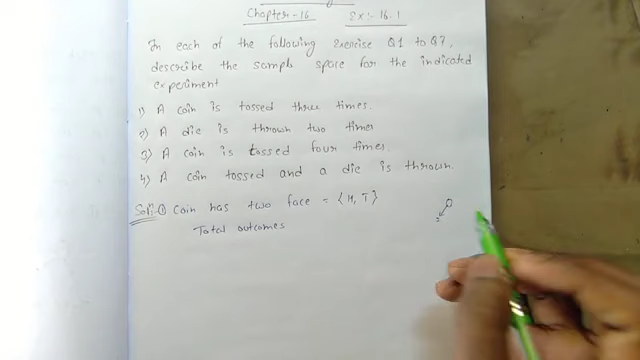 Chapter-16 Ex:- 16.1
In each of the following Exercise Q1 to Q7,
describe the sample space for the indicated
experiment
1) A coin is tossed three times.
2) A die is thrown two times
3) A coin is tossed four times.
4) A coin tossed and a die is thrown.
Sol:- ① Coin has two face = {H, T}
Total outcomes